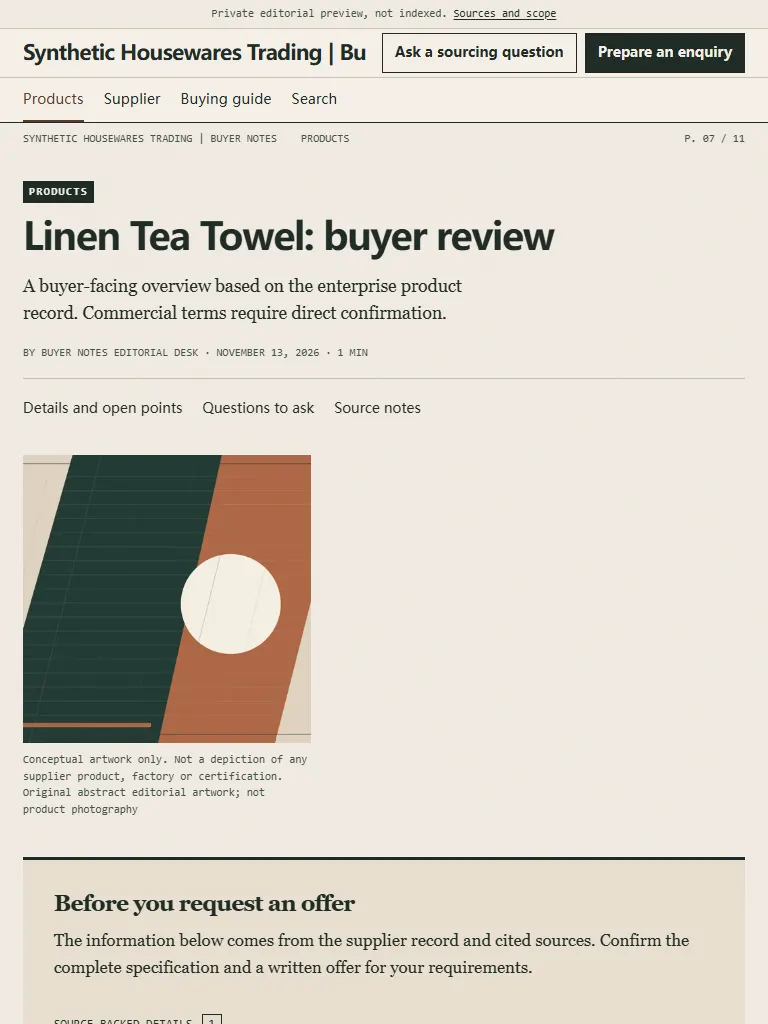 Private editorial preview, not indexed. Sources and scope
Synthetic Housewares Trading | Bu
Ask a sourcing question
Prepare an enquiry
Products
Supplier
Buying guide
Search
SYNTHETIC HOUSEWARES TRADING | BUYER NOTES
PRODUCTS
P. 07 / 11
PRODUCTS
Linen Tea Towel: buyer review
A buyer-facing overview based on the enterprise product
record. Commercial terms require direct confirmation.
BY BUYER NOTES EDITORIAL DESK · NOVEMBER 13, 2026 · 1 MIN
Details and open points
Questions to ask
Source notes
Conceptual artwork only. Not a depiction of any
supplier product, factory or certification.
Original abstract editorial artwork; not
product photography
Before you request an offer
The information below comes from the supplier record and cited sources. Confirm the
complete specification and a written offer for your requirements.
SOURCE-BACKED DETAILS 1